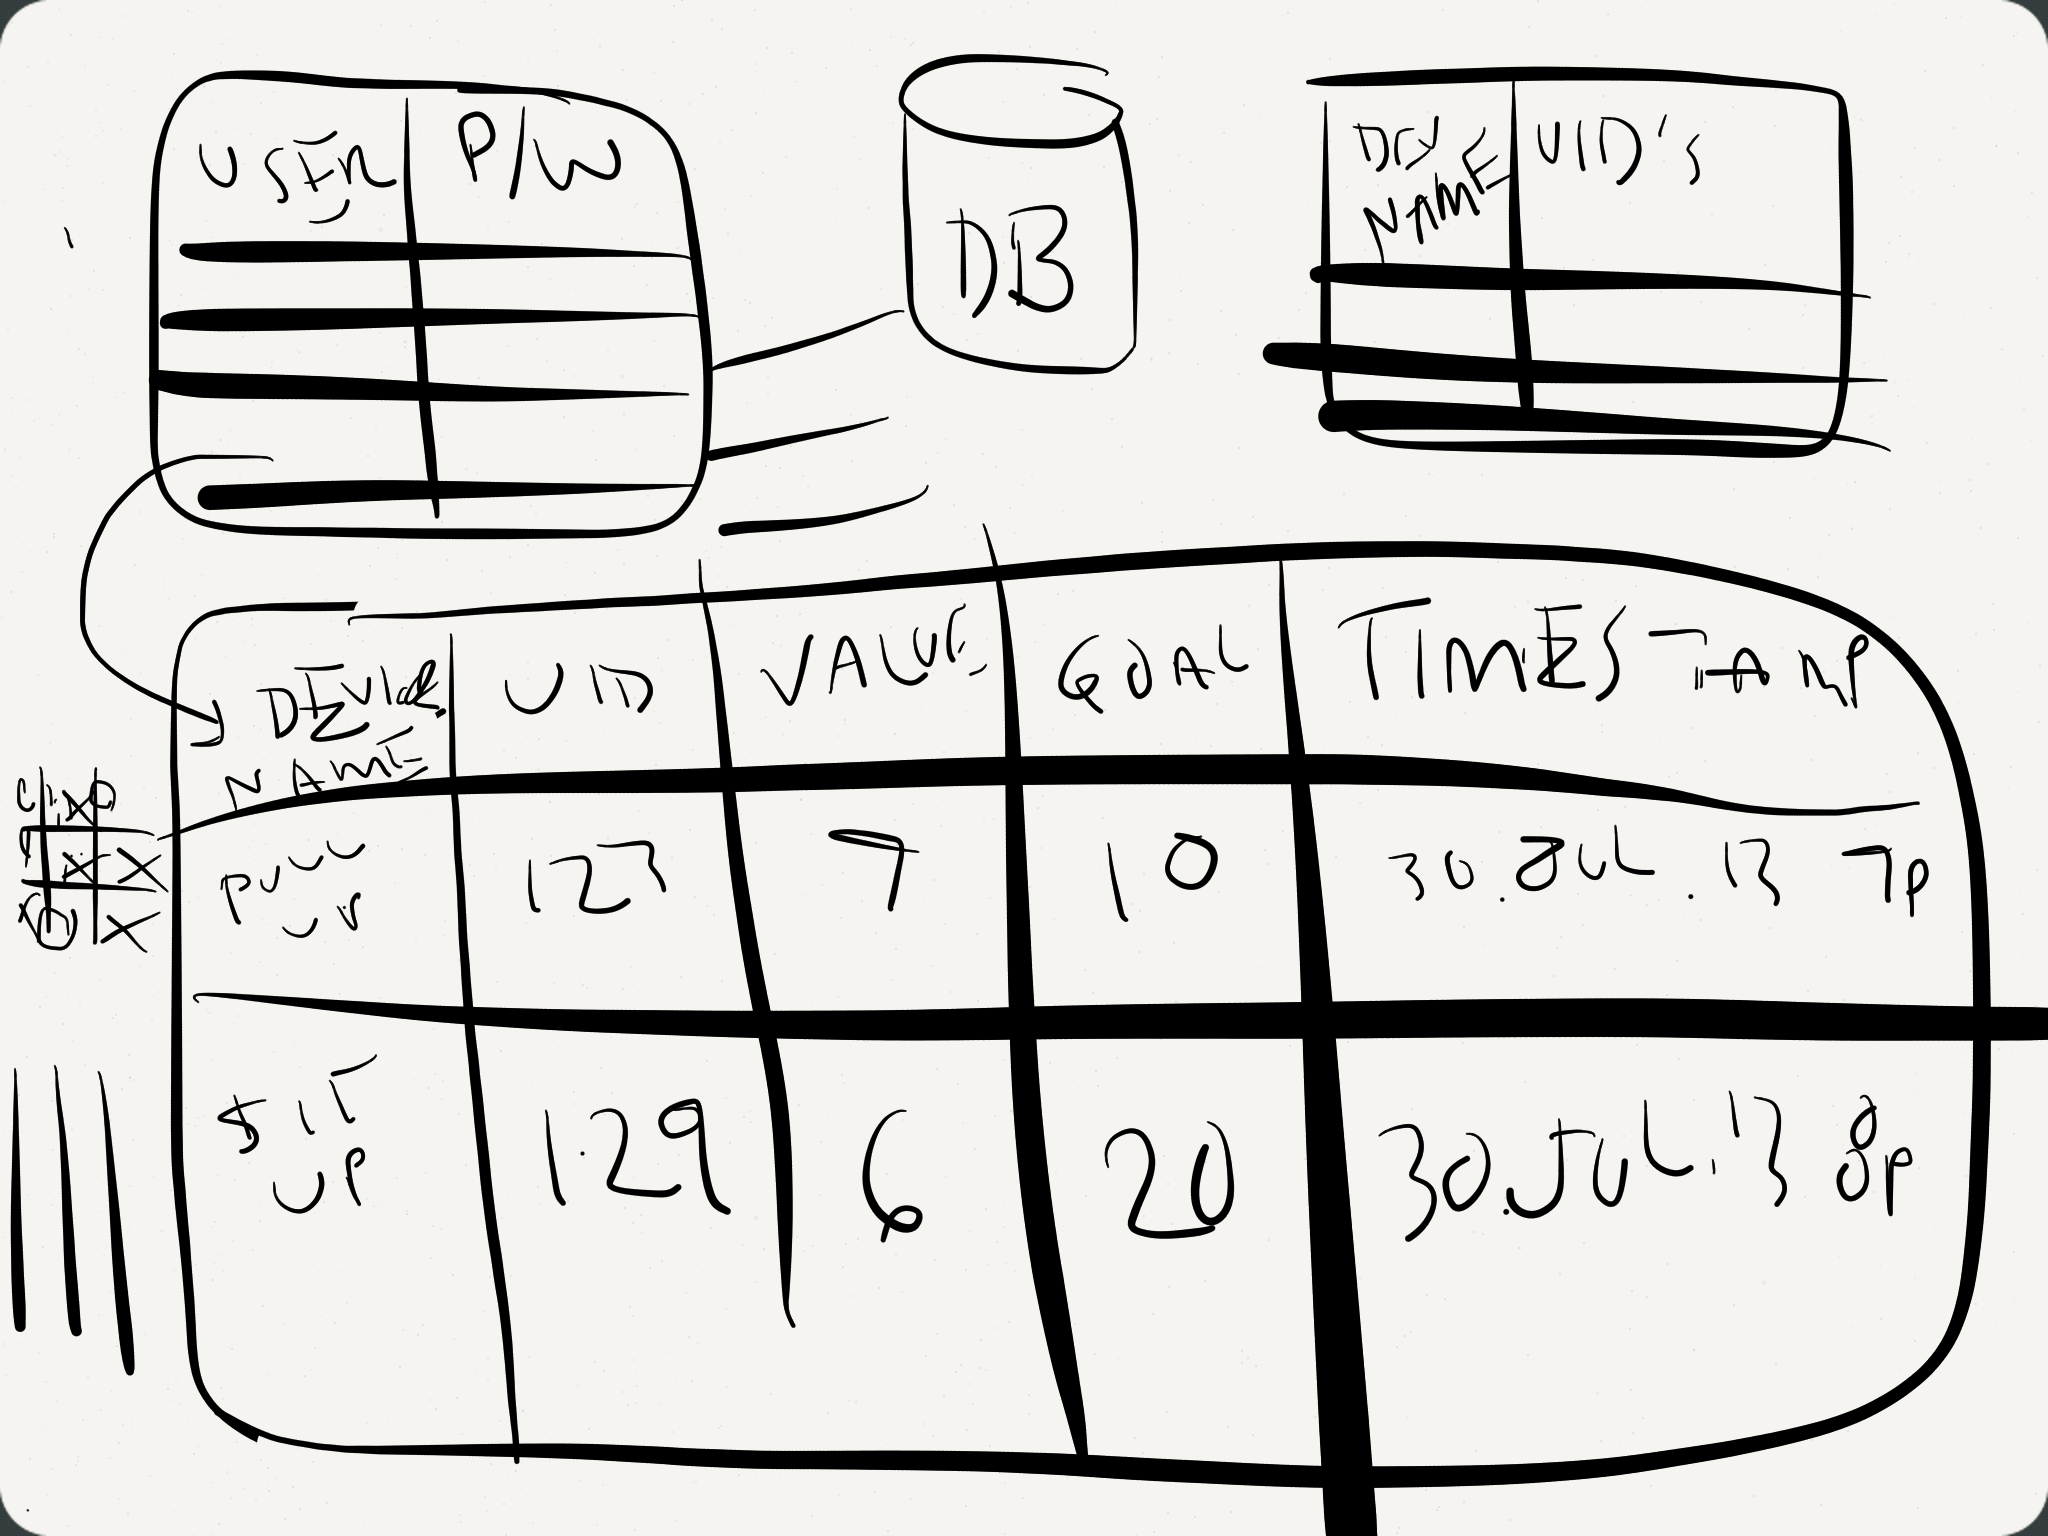 USER P/W
DB
DEV NAME UID'S
DEVICE NAME UID VALUE GOAL TIMESTAMP
PULL UP 123 7 10 30.JUL.13 7p
SIT UP 129 6 20 30.JUL.13 8p